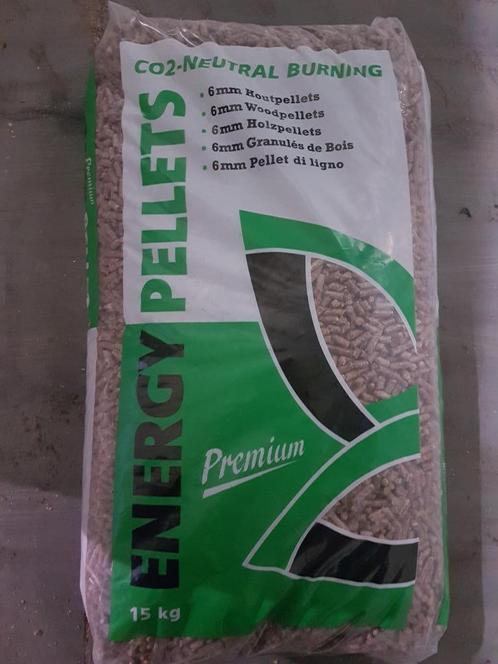 CO2-NEUTRAL BURNING
• 6mm Houtpellets
• 6mm Woodpellets
• 6mm Holzpellets
• 6mm Granulés de Bois
• 6mm Pellet di ligno
ENERGY PELLETS
Premium
15 kg
Premium